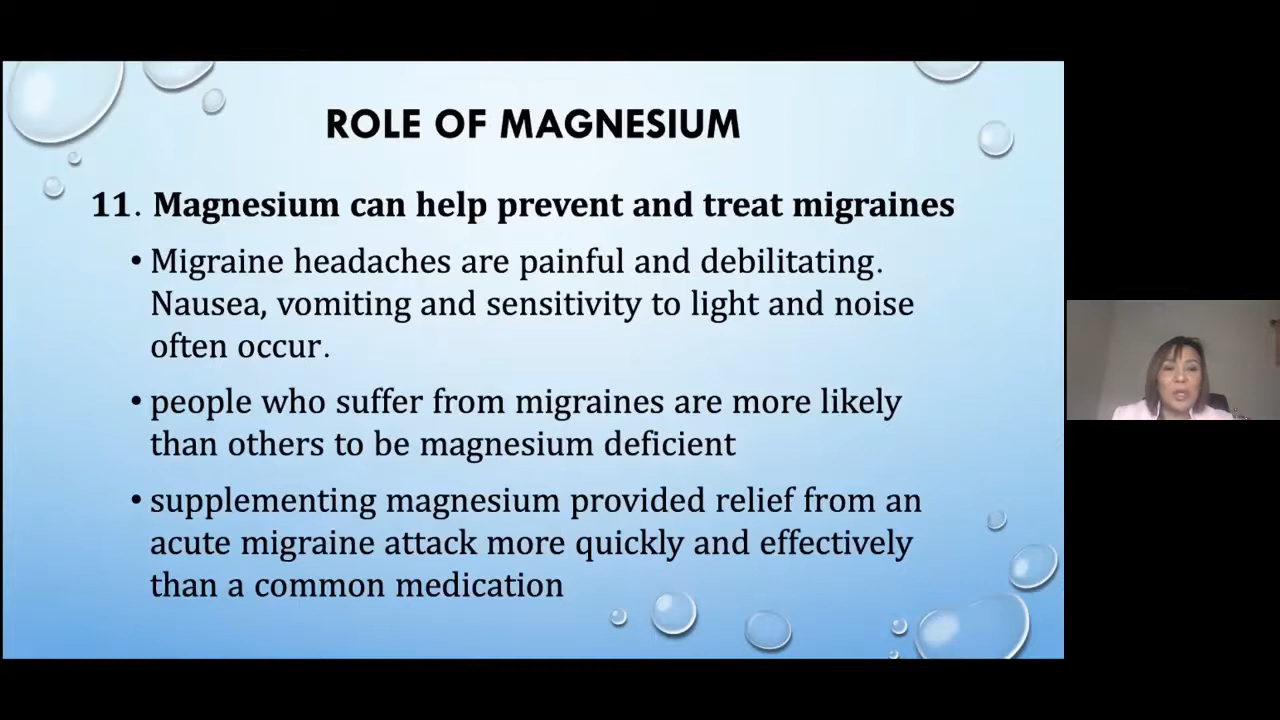 ROLE OF MAGNESIUM
11. Magnesium can help prevent and treat migraines
• Migraine headaches are painful and debilitating.
Nausea, vomiting and sensitivity to light and noise
often occur.
• people who suffer from migraines are more likely
than others to be magnesium deficient
• supplementing magnesium provided relief from an
acute migraine attack more quickly and effectively
than a common medication